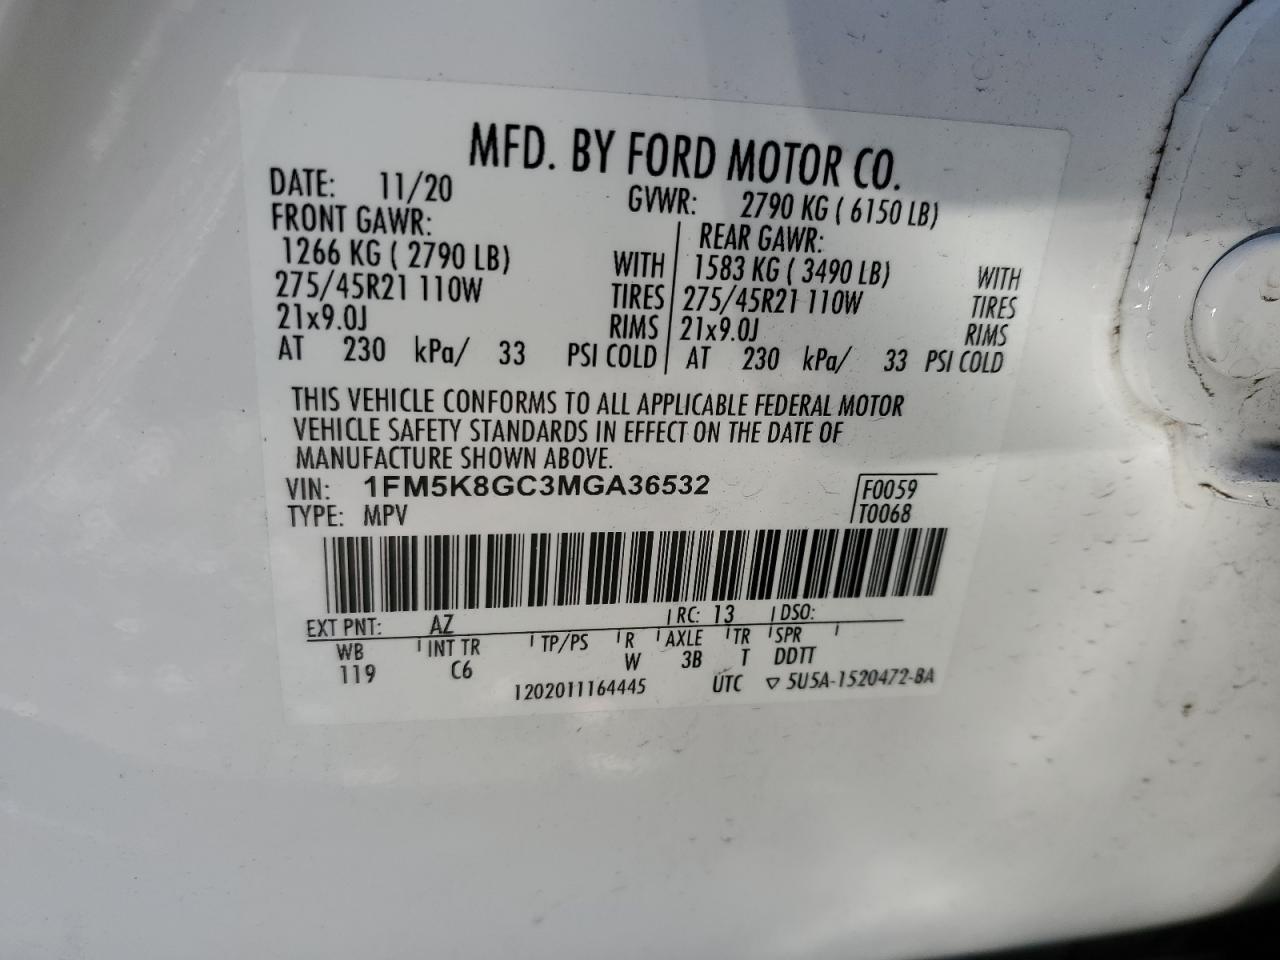 MFD. BY FORD MOTOR CO.
DATE: 11/20 GVWR: 2790 KG ( 6150 LB)
FRONT GAWR: REAR GAWR:
1266 KG ( 2790 LB) WITH 1583 KG ( 3490 LB) WITH
275/45R21 110W TIRES 275/45R21 110W TIRES
21x9.0J RIMS 21x9.0J RIMS
AT 230 kPa/ 33 PSI COLD AT 230 kPa/ 33 PSI COLD
THIS VEHICLE CONFORMS TO ALL APPLICABLE FEDERAL MOTOR
VEHICLE SAFETY STANDARDS IN EFFECT ON THE DATE OF
MANUFACTURE SHOWN ABOVE.
VIN: 1FM5K8GC3MGA36532 F0059
TYPE: MPV T0068
EXT PNT: AZ RC: 13 DSO:
WB INT TR TP/PS R AXLE TR SPR
119 C6 W 3B T DDTT
1202011164445 UTC ▽ 5U5A-1520472-BA